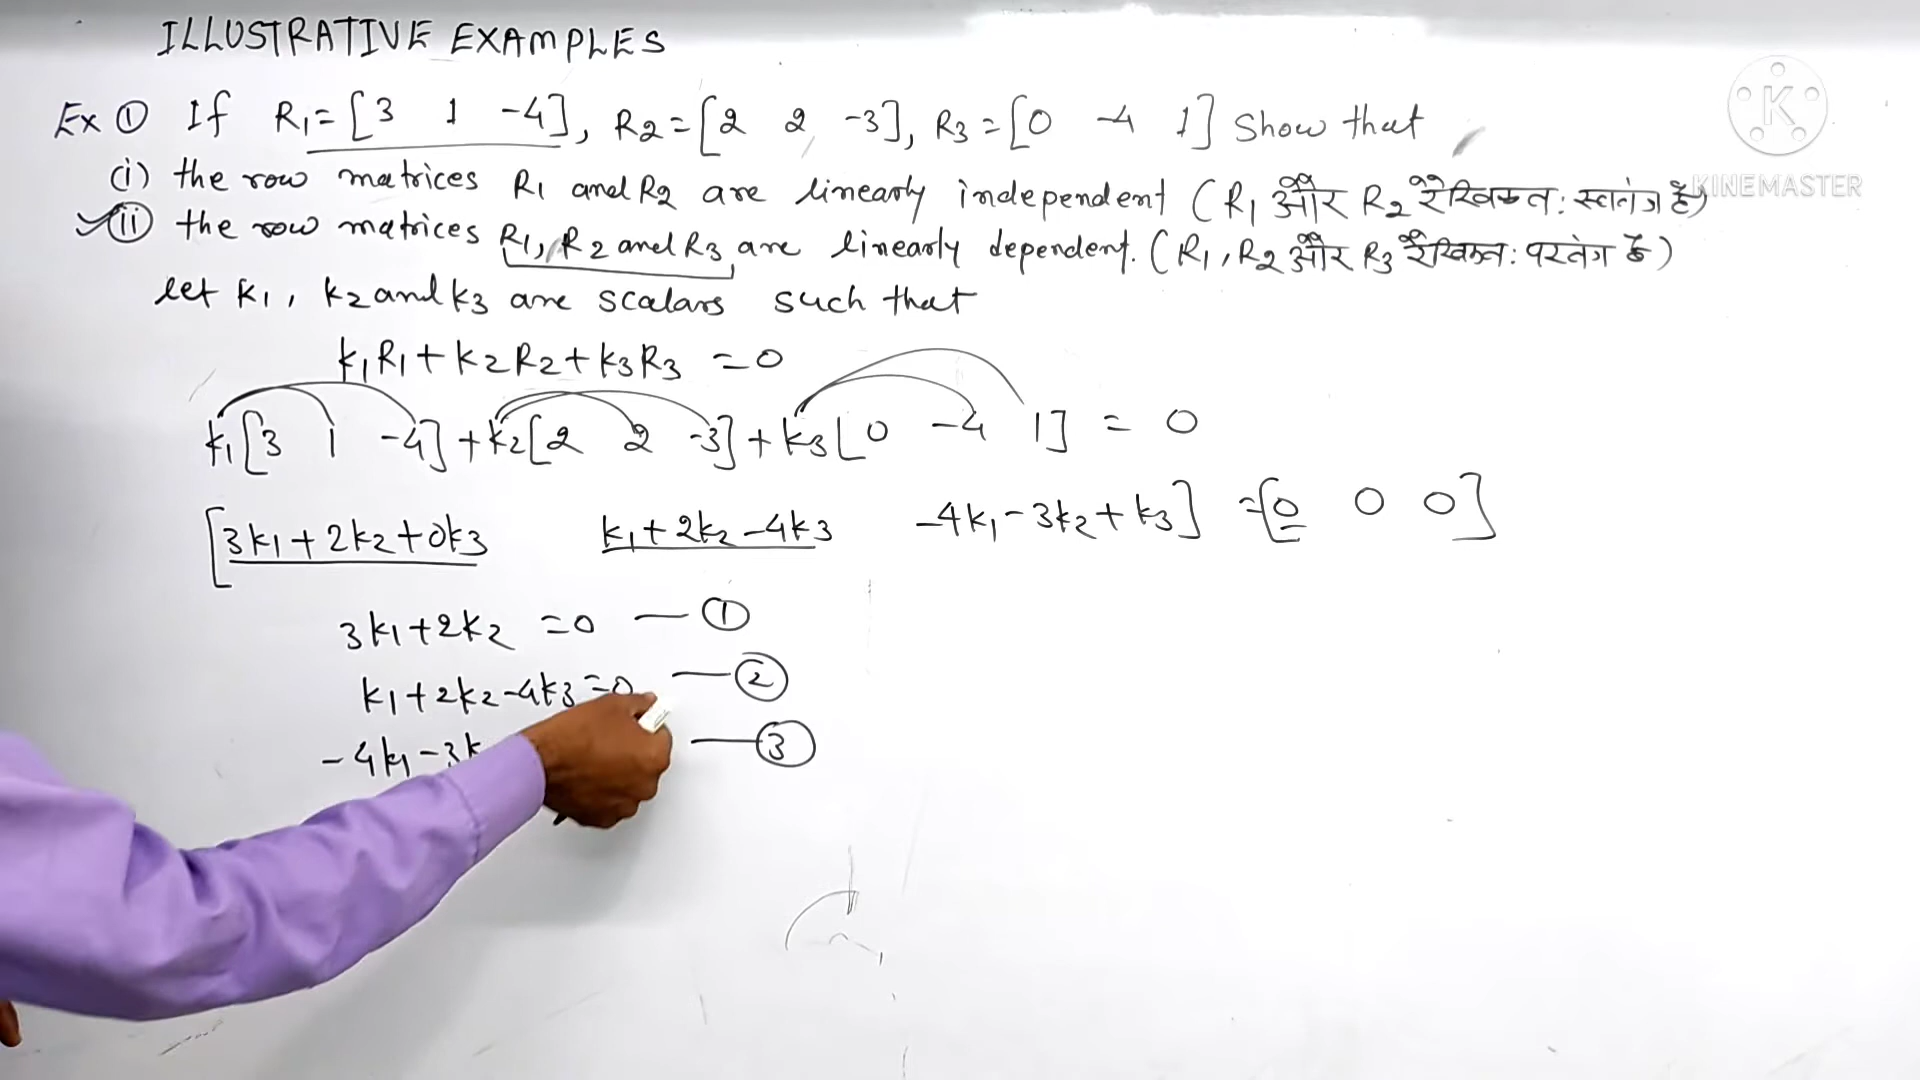 ILLUSTRATIVE EXAMPLES
Ex ① If R1=[3 1 -4], R2=[2 2 -3], R3=[0 -4 1] Show that
(i) the row matrices R1 and R2 are linearly independent (R1 और R2 रैखिकत: स्वतंत्र है)
(ii) the row matrices R1, R2 and R3 are linearly dependent. (R1, R2 और R3 रैखिकत: परतंत्र है)
let K1, K2 and K3 are scalars such that
K1R1+K2R2+K3R3 =0
K1[3 1 -4]+K2[2 2 -3]+K3[0 -4 1] = 0
[3K1+2K2+0K3 K1+2K2-4K3 -4K1-3K2+K3] =[0 0 0]
3K1+2K2 =0 — ①
K1+2K2-4K3=0 — ②
-4K1-3K — ③
K
KINEMASTER